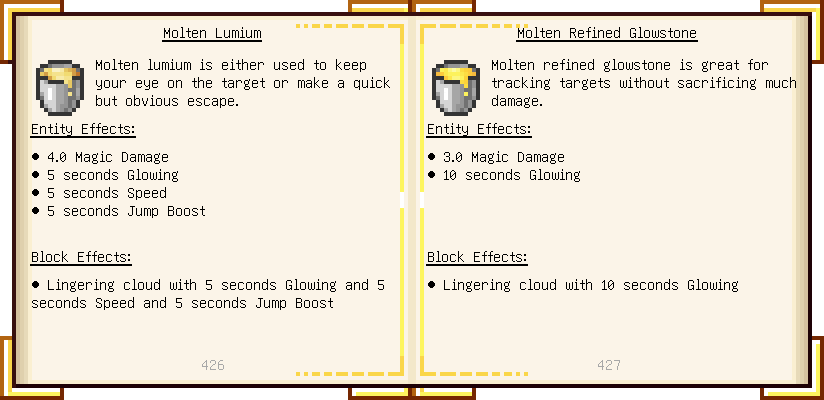 Molten Lumium
Molten lumium is either used to keep
your eye on the target or make a quick
but obvious escape.
Entity Effects:
● 4.0 Magic Damage
● 5 seconds Glowing
● 5 seconds Speed
● 5 seconds Jump Boost
Block Effects:
● Lingering cloud with 5 seconds Glowing and 5
seconds Speed and 5 seconds Jump Boost
426
Molten Refined Glowstone
Molten refined glowstone is great for
tracking targets without sacrificing much
damage.
Entity Effects:
● 3.0 Magic Damage
● 10 seconds Glowing
Block Effects:
● Lingering cloud with 10 seconds Glowing
427